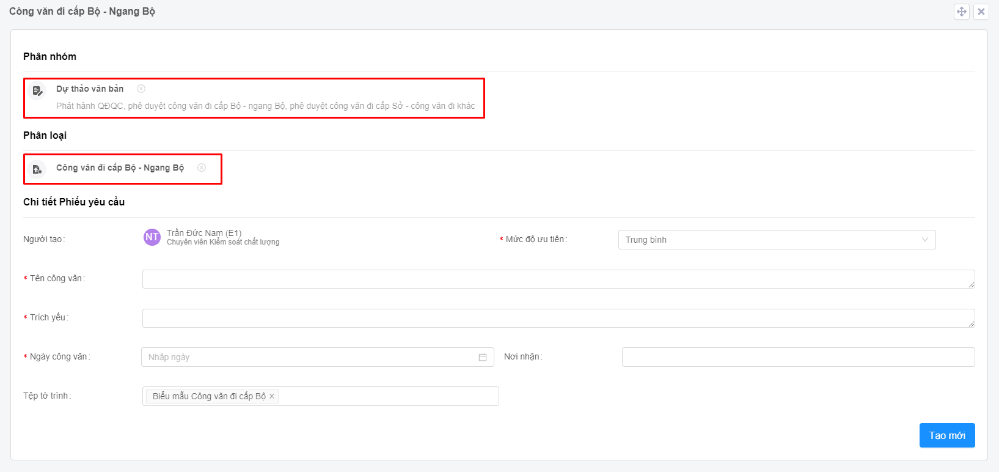 Công văn đi cấp Bộ - Ngang Bộ
Phân nhóm
Dự thảo văn bản
Phát hành QĐQC, phê duyệt công văn đi cấp Bộ - ngang Bộ, phê duyệt công văn đi cấp Sở - công văn đi khác
Phân loại
Công văn đi cấp Bộ - Ngang Bộ
Chi tiết Phiếu yêu cầu
Người tạo:
NT
Trần Đức Nam (E1)
Chuyên viên Kiểm soát chất lượng
* Mức độ ưu tiên:
Trung bình
* Tên công văn:
* Trích yếu:
* Ngày công văn:
Nhập ngày
Nơi nhận:
Tệp tờ trình:
Biểu mẫu Công văn đi cấp Bộ
Tạo mới